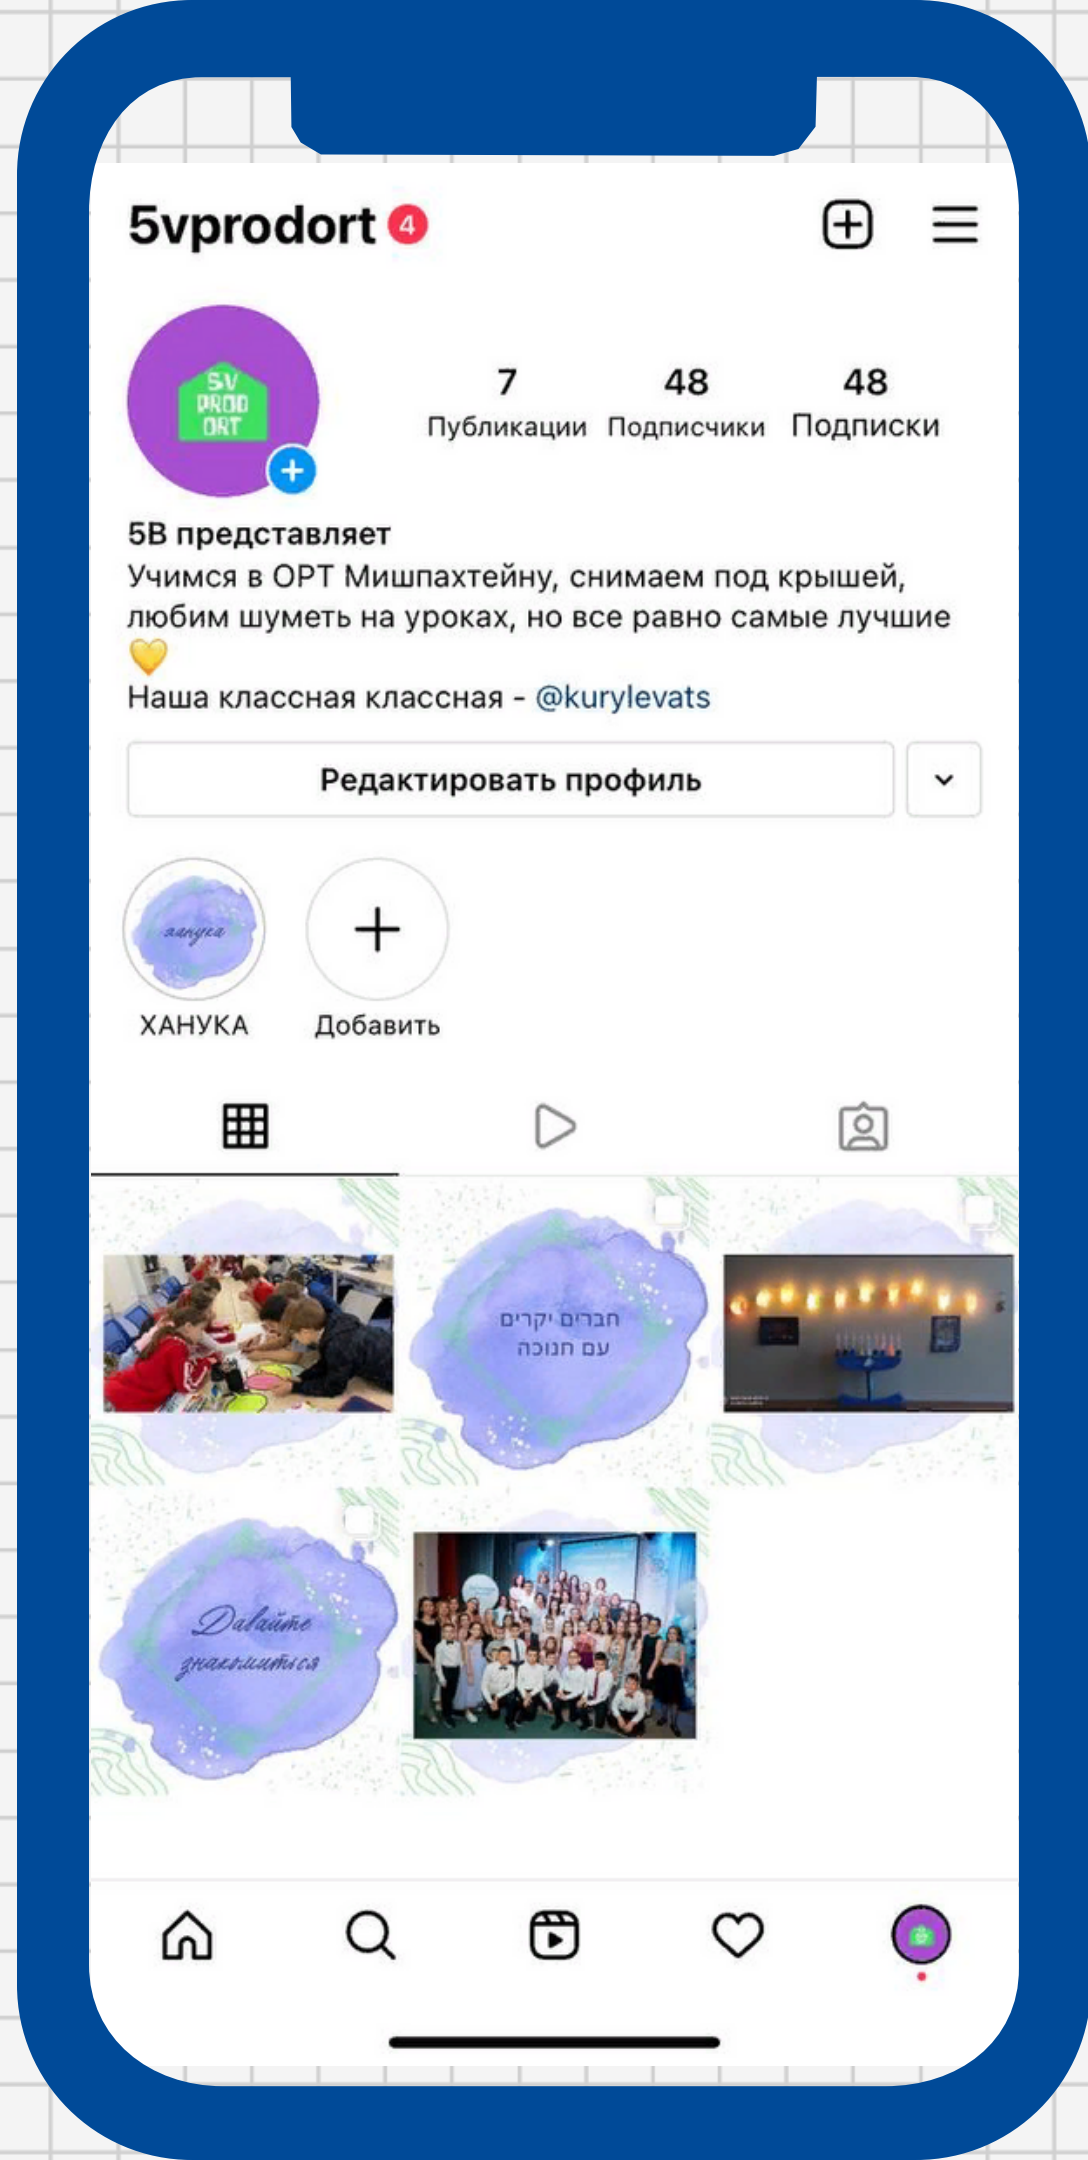 5vprodort 4
5V
PROD
ORT
7 48 48
Публикации Подписчики Подписки
5В представляет
Учимся в ОРТ Мишпахтейну, снимаем под крышей,
любим шуметь на уроках, но все равно самые лучшие
💛
Наша классная классная - @kurylevats
Редактировать профиль
ханука
ХАНУКА Добавить
חברים יקרים
עם חנוכה
Давайте
знакомиться